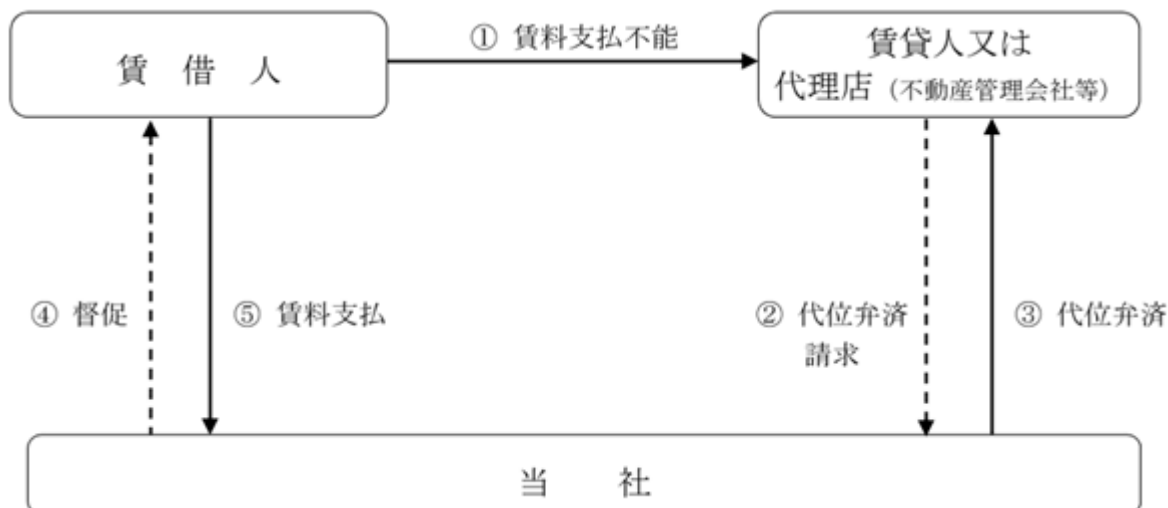 ① 賃料支払不能
賃 借 人
賃貸人又は
代理店（不動産管理会社等）
④ 督促
⑤ 賃料支払
② 代位弁済
請求
③ 代位弁済
当 社